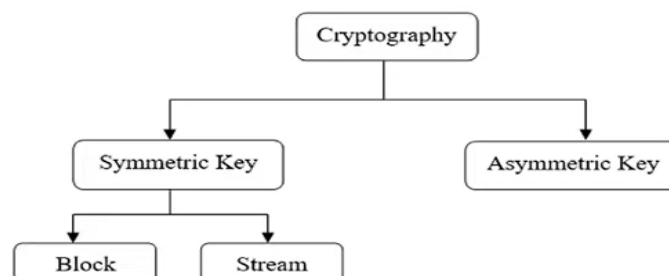 Cryptography
Symmetric Key
Asymmetric Key
Block
Stream